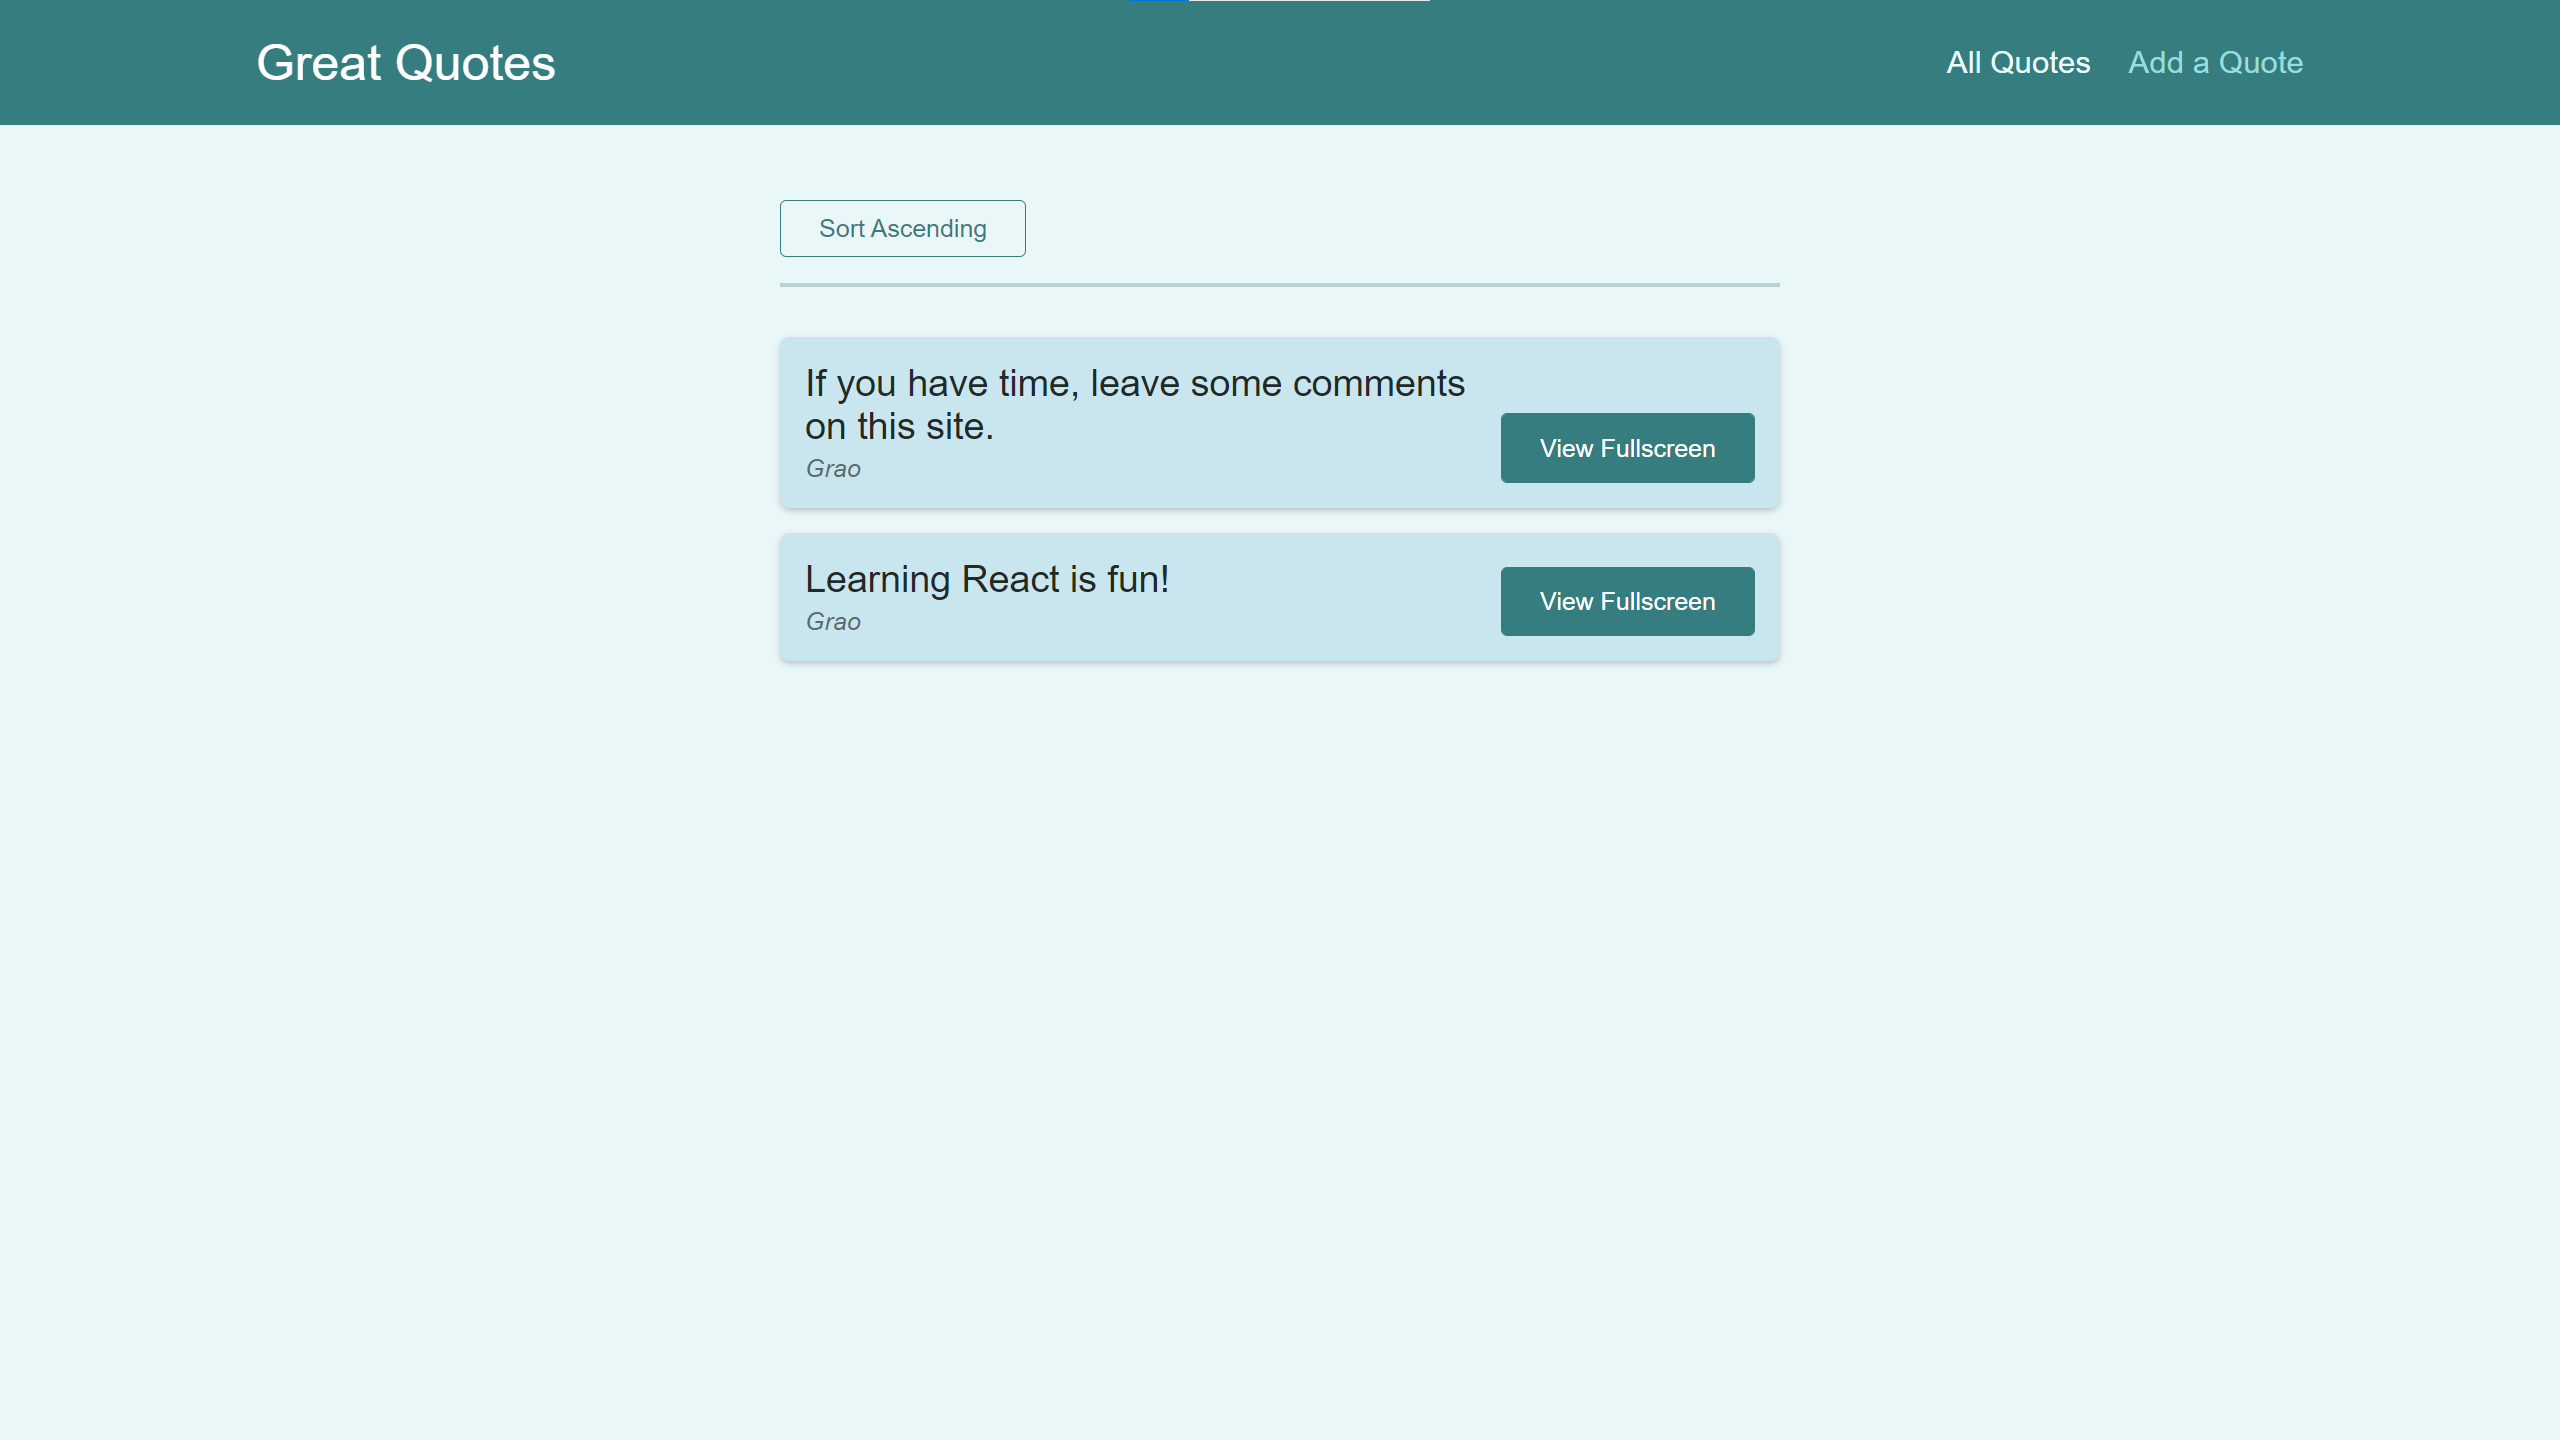 Great Quotes
All Quotes
Add a Quote
Sort Ascending
If you have time, leave some comments
on this site.
Grao
View Fullscreen
Learning React is fun!
Grao
View Fullscreen